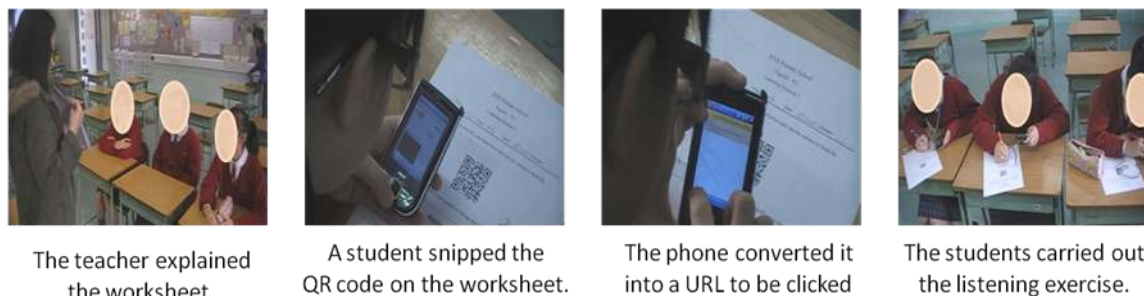 The teacher explained
the worksheet
A student snipped the
QR code on the worksheet.
The phone converted it
into a URL to be clicked
The students carried out
the listening exercise.